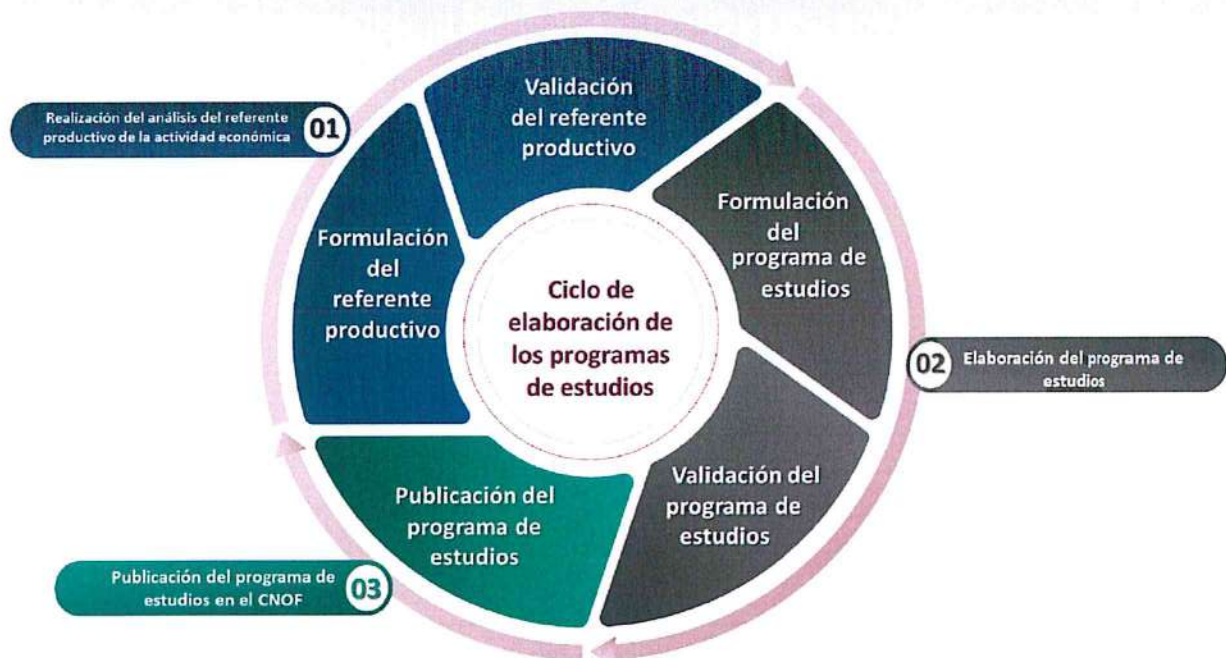 Realización del análisis del referente
productivo de la actividad económica
01
Validación
del referente
productivo
Formulación
del
programa de
estudios
Formulación
del
referente
productivo
Ciclo de
elaboración de
los programas
de estudios
02
Elaboración del programa de
estudios
Validación del
programa de
estudios
Publicación del
programa de
estudios
Publicación del programa de
estudios en el CNOF
03